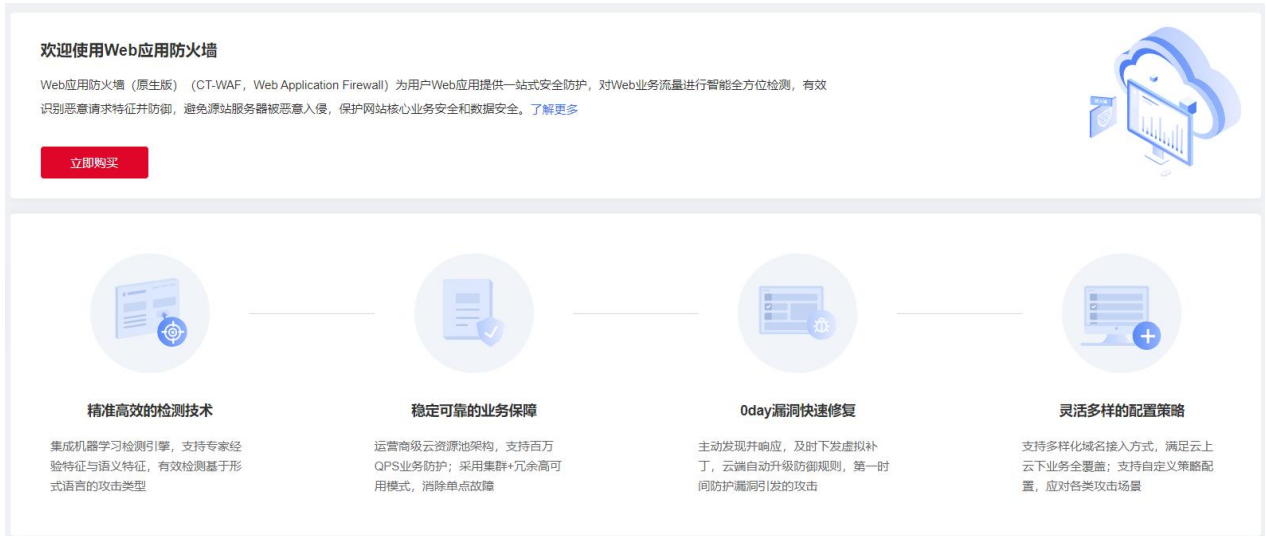 欢迎使用Web应用防火墙
Web应用防火墙（原生版）（CT-WAF，Web Application Firewall）为用户Web应用提供一站式安全防护，对Web业务流量进行智能全方位检测，有效
识别恶意请求特征并防御，避免源站服务器被恶意入侵，保护网站核心业务安全和数据安全。了解更多
立即购买
精准高效的检测技术
集成机器学习检测引擎，支持专家经
验特征与语义特征，有效检测基于形
式语言的攻击类型
稳定可靠的业务保障
运营商级云资源池架构，支持百万
QPS业务防护；采用集群+冗余高可
用模式，消除单点故障
0day漏洞快速修复
主动发现并响应，及时下发虚拟补
丁，云端自动升级防御规则，第一时
间防护漏洞引发的攻击
灵活多样的配置策略
支持多样化域名接入方式，满足云上
云下业务全覆盖；支持自定义策略配
置，应对各类攻击场景